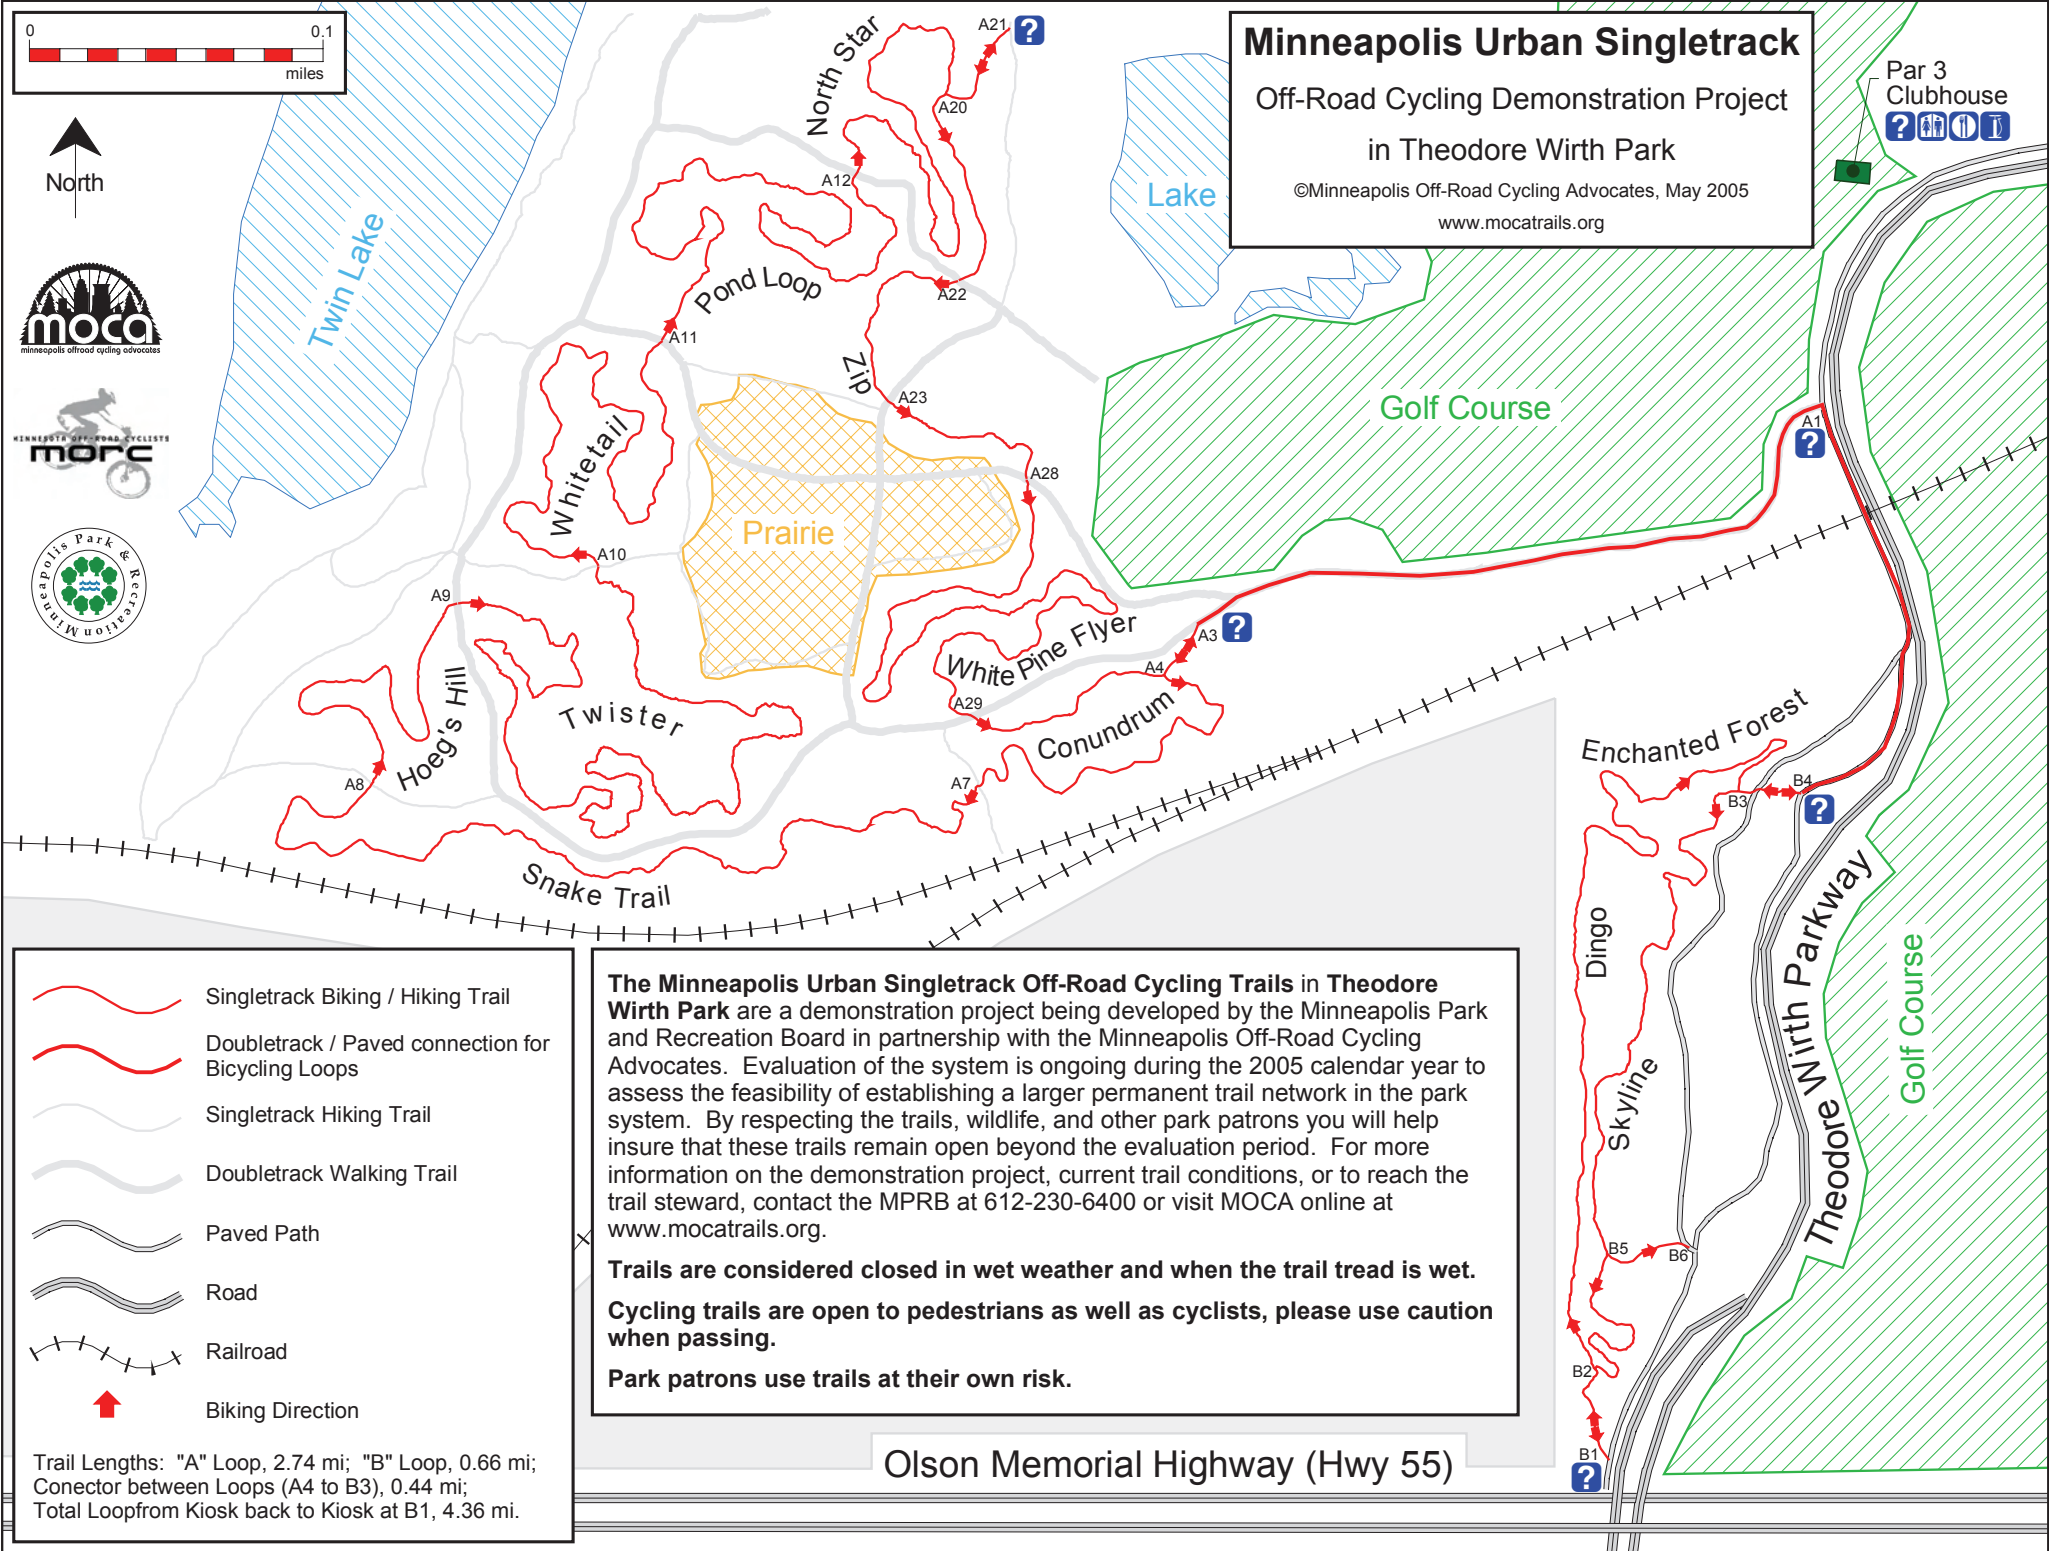 0
0.1
miles
North
moca
minneapolis offroad cycling advocates
MINNESOTA OFF-ROAD CYCLISTS
morc
Minneapolis Park & Recreation
Minneapolis Urban Singletrack
Off-Road Cycling Demonstration Project
in Theodore Wirth Park
©Minneapolis Off-Road Cycling Advocates, May 2005
www.mocatrails.org
Par 3
Clubhouse
?
Twin Lake
Lake
North Star
A21
?
A20
A12
A22
Pond Loop
A11
Zip
A23
A28
Whitetail
A10
Prairie
Golf Course
A1
?
A9
A8
Hoeg's Hill
Twister
White Pine Flyer
A3
?
A4
A29
Conundrum
A7
Snake Trail
Enchanted Forest
B3
B4
?
Dingo
Skyline
B5
B6
B2
B1
?
Theodore Wirth Parkway
Golf Course
Singletrack Biking / Hiking Trail
Doubletrack / Paved connection for
Bicycling Loops
Singletrack Hiking Trail
Doubletrack Walking Trail
Paved Path
Road
Railroad
Biking Direction
Trail Lengths: "A" Loop, 2.74 mi; "B" Loop, 0.66 mi;
Conector between Loops (A4 to B3), 0.44 mi;
Total Loopfrom Kiosk back to Kiosk at B1, 4.36 mi.
The Minneapolis Urban Singletrack Off-Road Cycling Trails in Theodore
Wirth Park are a demonstration project being developed by the Minneapolis Park
and Recreation Board in partnership with the Minneapolis Off-Road Cycling
Advocates. Evaluation of the system is ongoing during the 2005 calendar year to
assess the feasibility of establishing a larger permanent trail network in the park
system. By respecting the trails, wildlife, and other park patrons you will help
insure that these trails remain open beyond the evaluation period. For more
information on the demonstration project, current trail conditions, or to reach the
trail steward, contact the MPRB at 612-230-6400 or visit MOCA online at
www.mocatrails.org.
Trails are considered closed in wet weather and when the trail tread is wet.
Cycling trails are open to pedestrians as well as cyclists, please use caution
when passing.
Park patrons use trails at their own risk.
Olson Memorial Highway (Hwy 55)